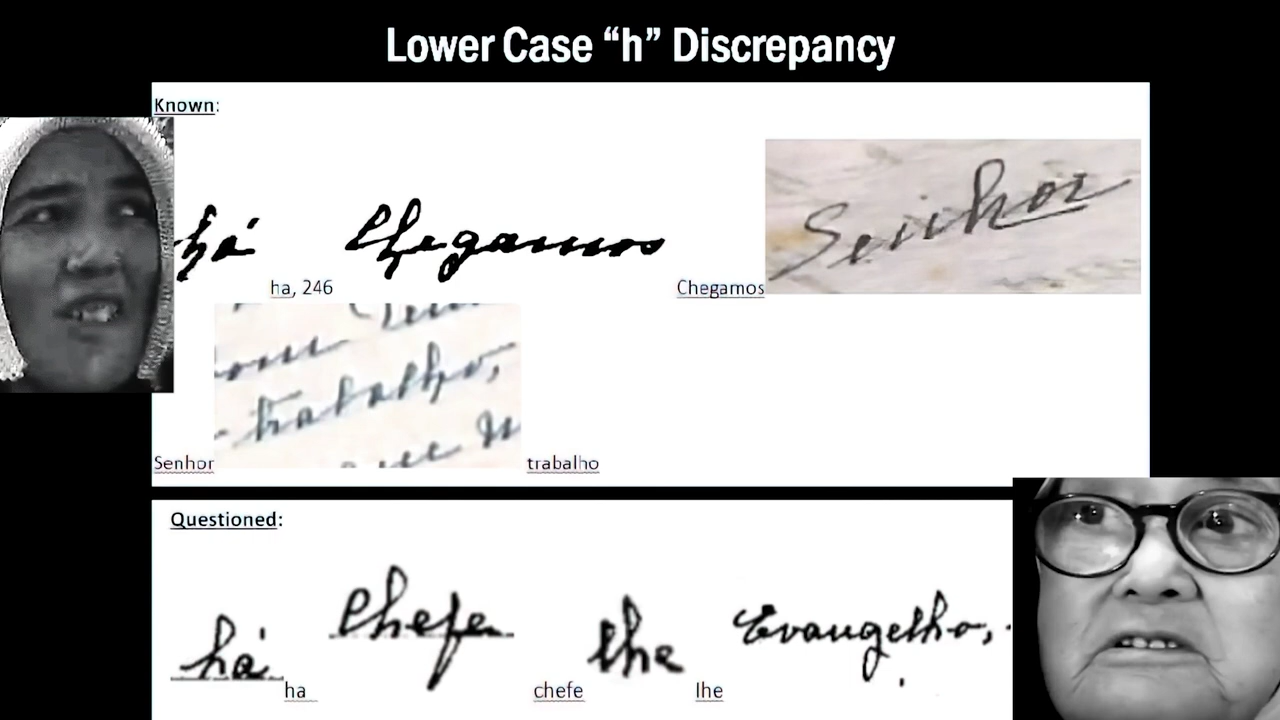 Lower Case “h” Discrepancy
Known:
há
ha, 246
Chegamos
Chegamos
Senhor
trabalho,
Senhor
trabalho
Questioned:
há
ha
chefe
chefe
lhe
lhe
Evangelho,